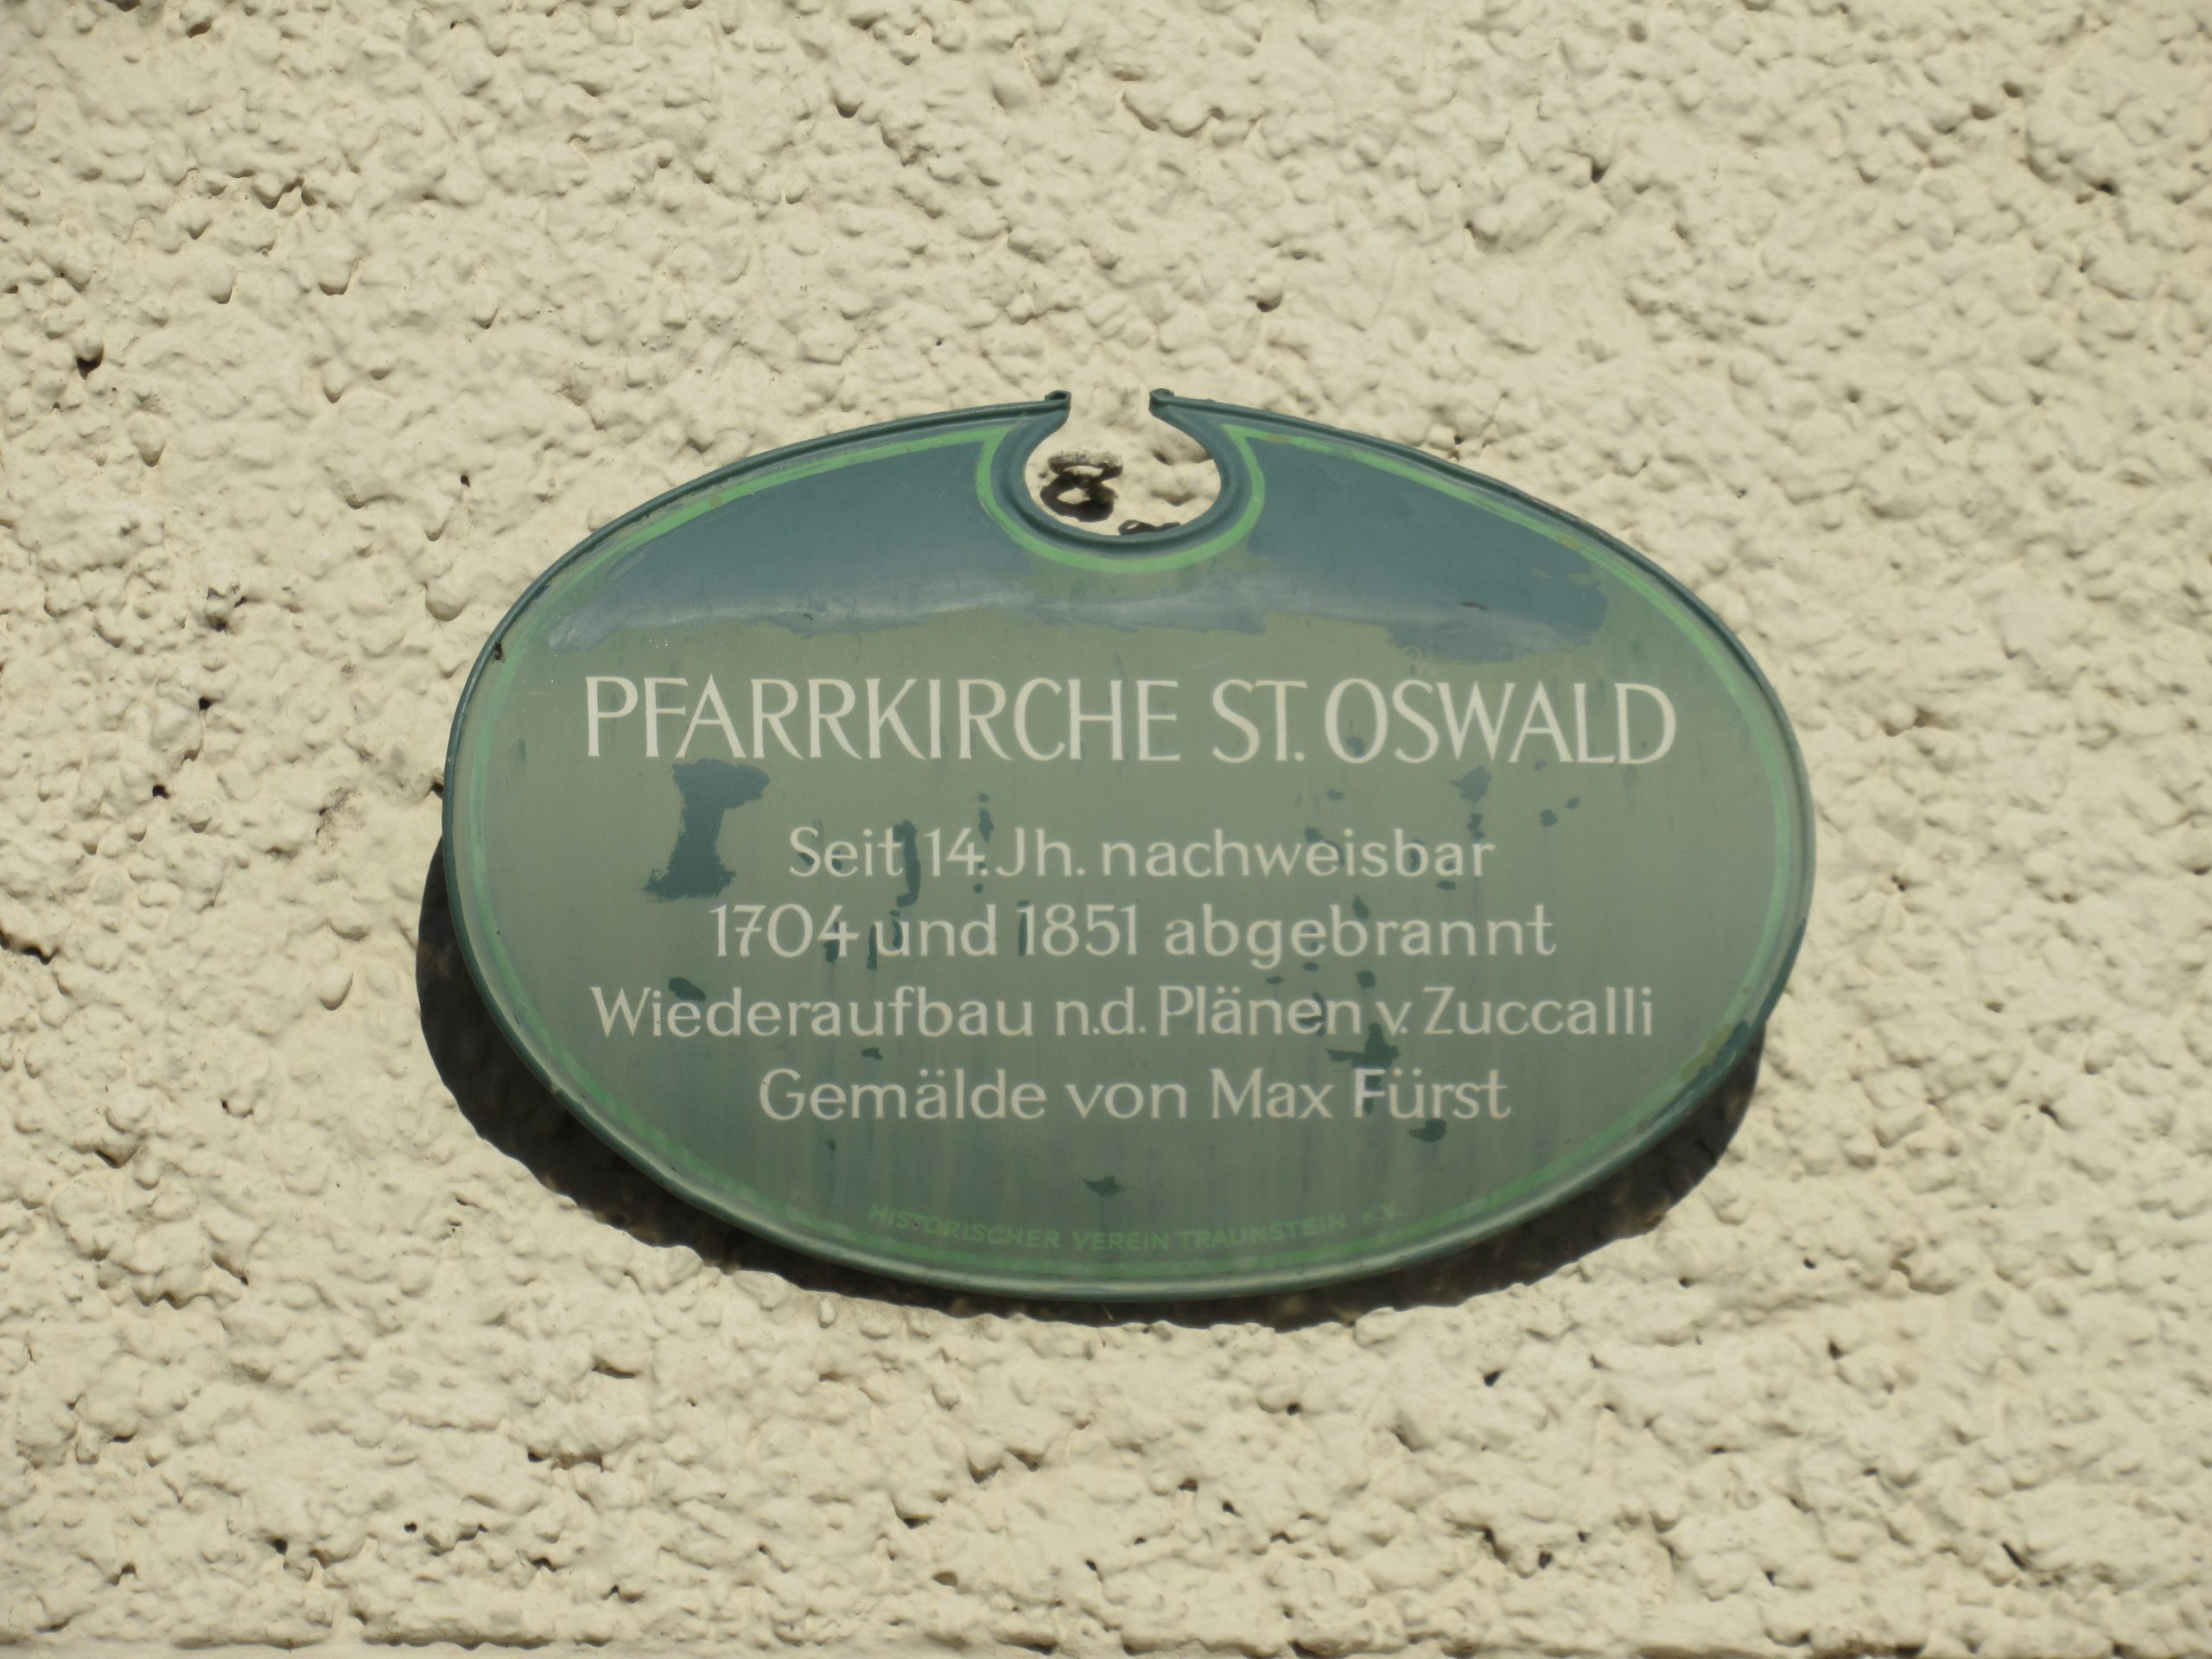 PFARRKIRCHE ST. OSWALD
Seit 14. Jh. nachweisbar
1704 und 1851 abgebrannt
Wiederaufbau n.d. Plänen v. Zuccalli
Gemälde von Max Fürst
HISTORISCHER VEREIN TRAUNSTEIN e.V.